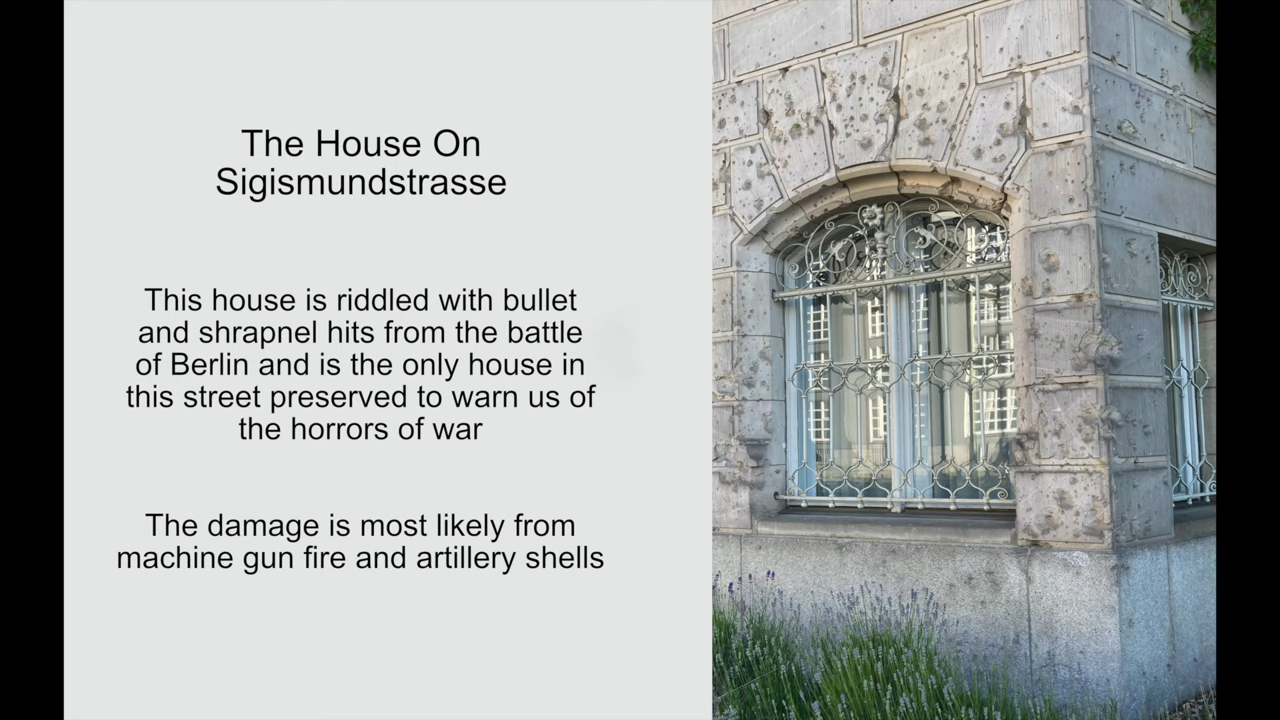 The House On
Sigismundstrasse
This house is riddled with bullet
and shrapnel hits from the battle
of Berlin and is the only house in
this street preserved to warn us of
the horrors of war
The damage is most likely from
machine gun fire and artillery shells